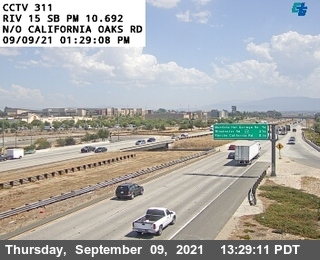 CCTV 311
RIV 15 SB PM 10.692
N/O CALIFORNIA OAKS RD
09/09/21 01:29:08 PM
Thursday, September 09, 2021 13:29:11 PDT